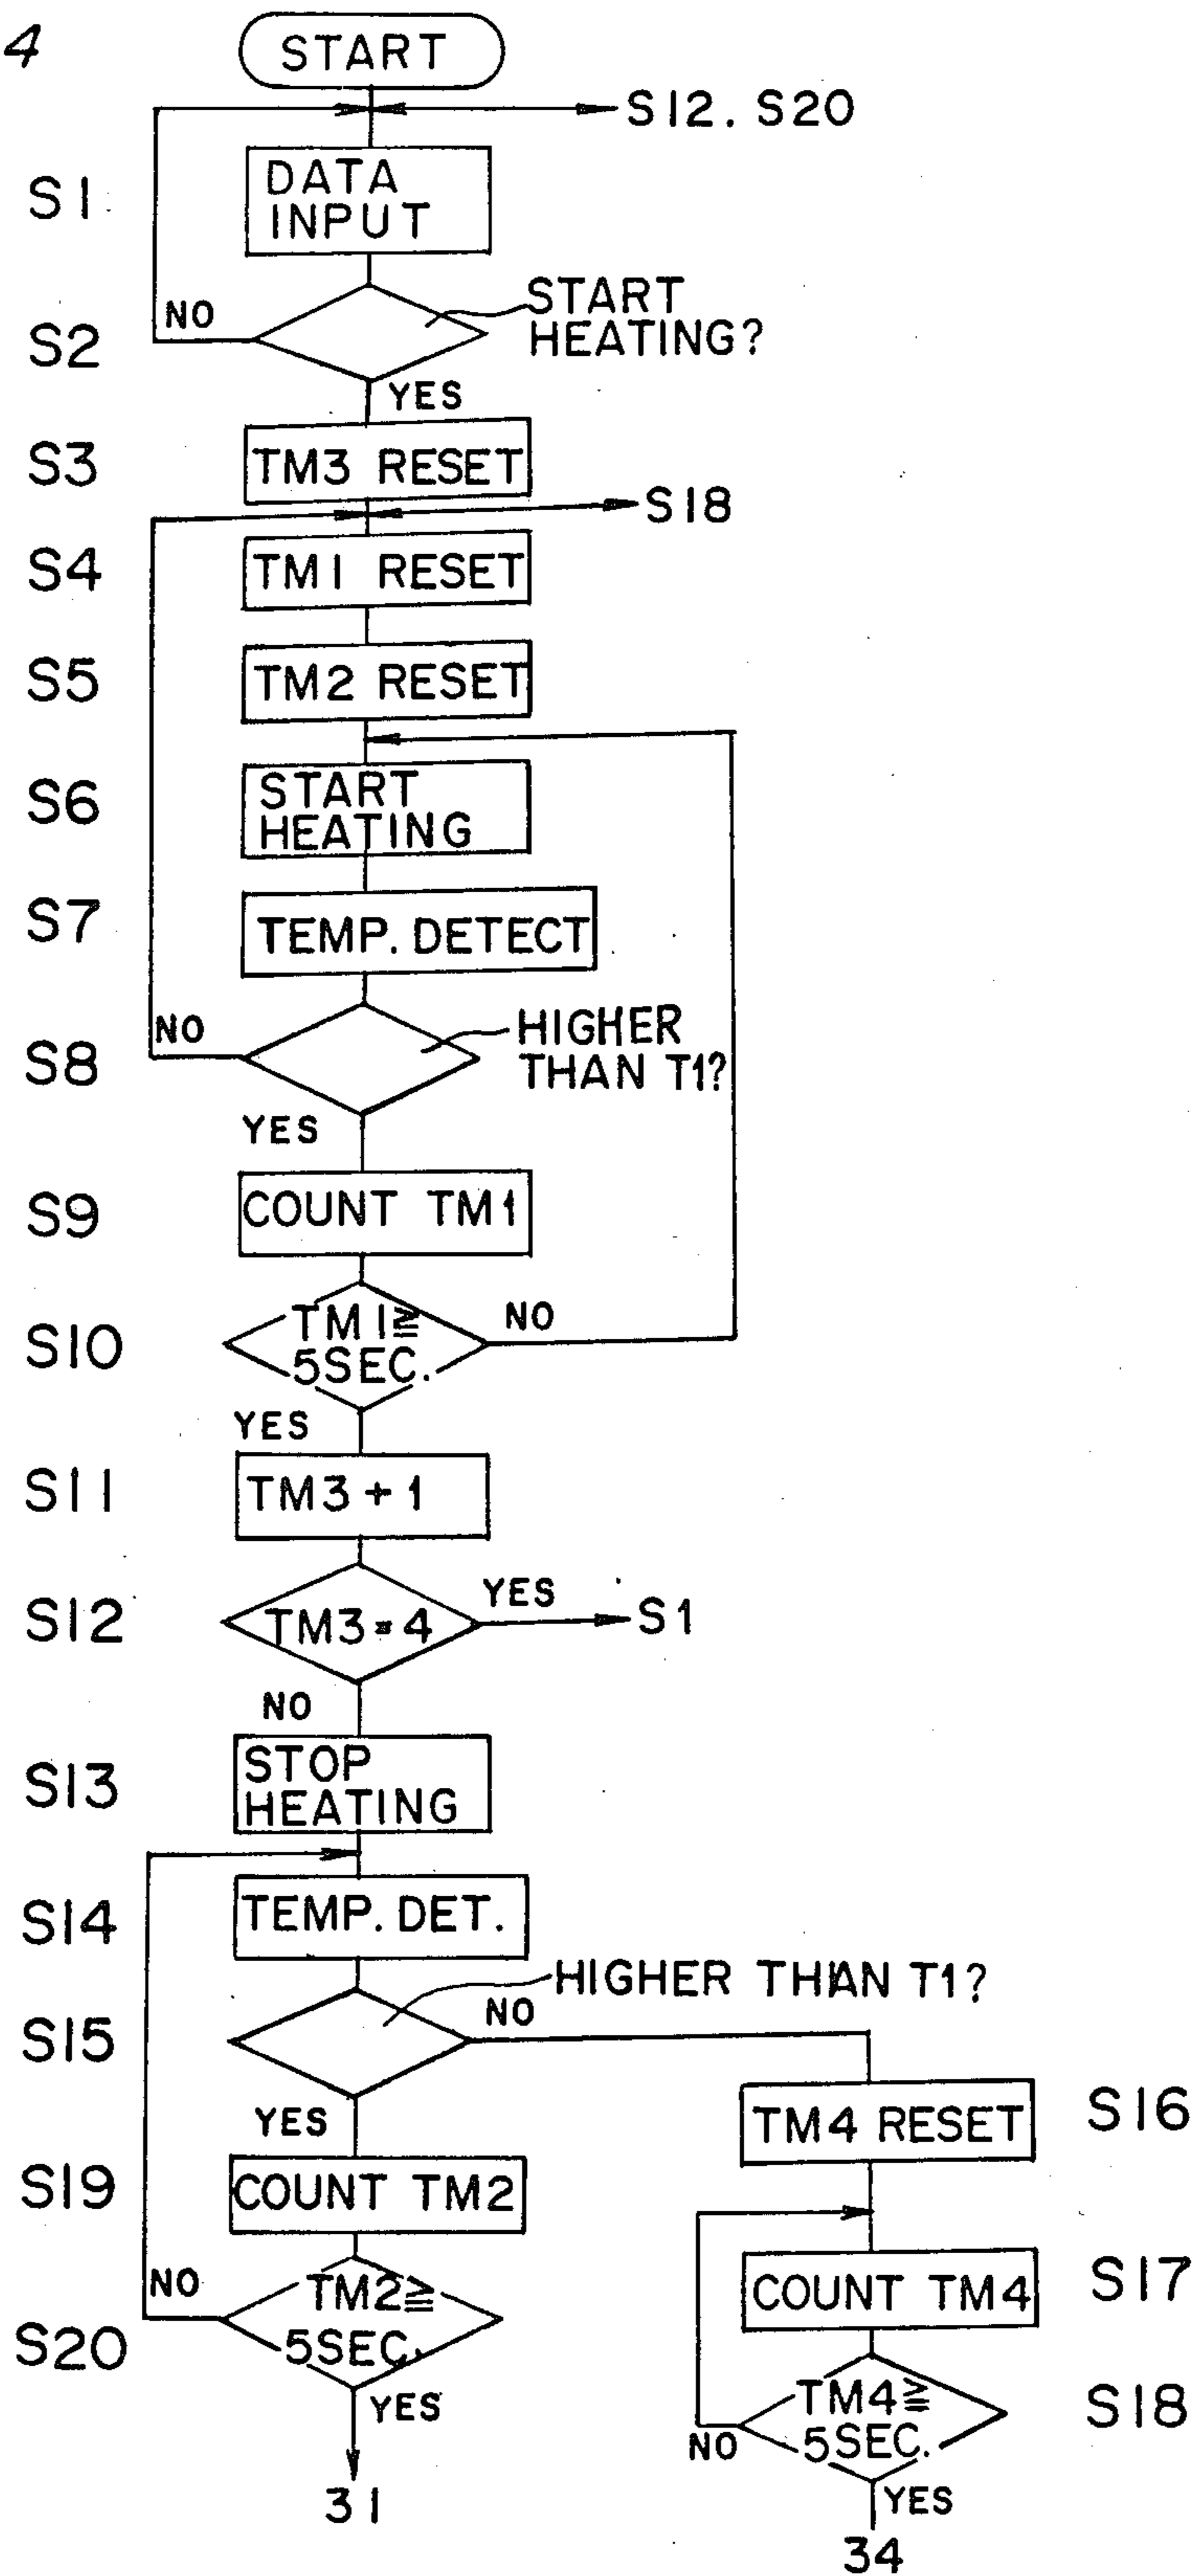 4
START
S12. S20
S1
DATA
INPUT
START
HEATING?
NO
S2
YES
S3
TM3 RESET
S18
S4
TM1 RESET
S5
TM2 RESET
S6
START
HEATING
S7
TEMP. DETECT
NO
HIGHER
THAN T1?
S8
YES
S9
COUNT TM1
S10
TM1≧
5SEC.
NO
YES
S11
TM3+1
S12
TM3=4
YES
S1
NO
S13
STOP
HEATING
S14
TEMP. DET.
HIGHER THAN T1?
S15
NO
YES
TM4 RESET
S16
S19
COUNT TM2
NO
S20
TM2≧
5SEC.
YES
31
COUNT TM4
S17
TM4≧
5SEC.
S18
NO
YES
34